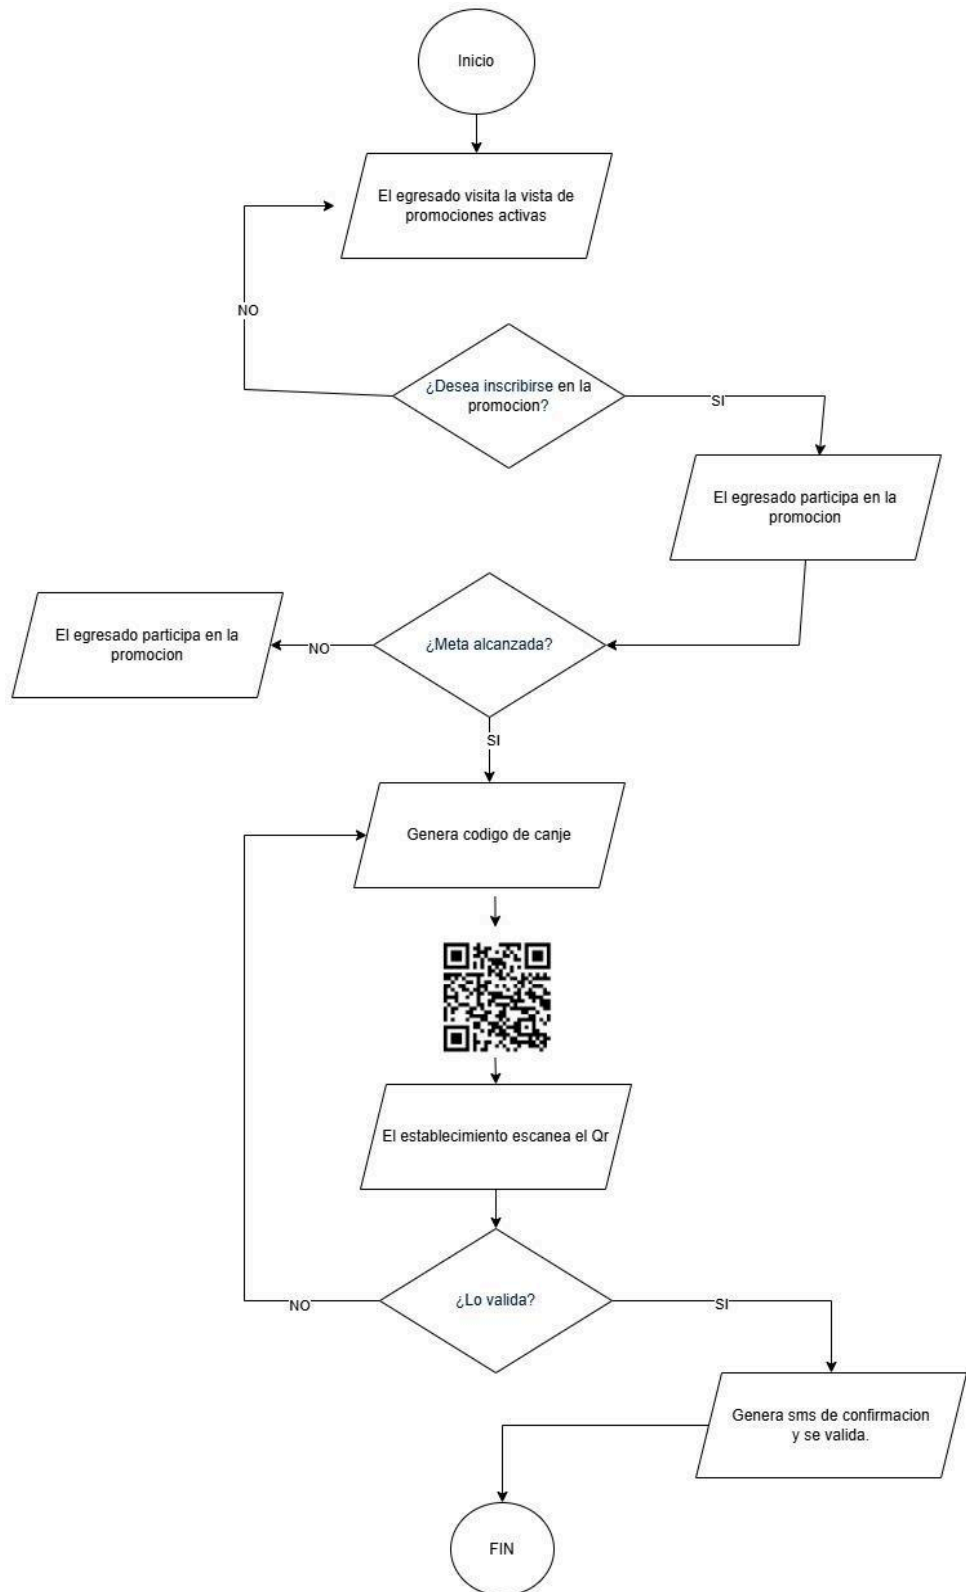 Inicio
El egresado visita la vista de
promociones activas
NO
¿Desea inscribirse en la
promocion?
SI
El egresado participa en la
promocion
El egresado participa en la
promocion
NO
¿Meta alcanzada?
SI
Genera codigo de canje
El establecimiento escanea el Qr
NO
¿Lo valida?
SI
Genera sms de confirmacion
y se valida.
FIN